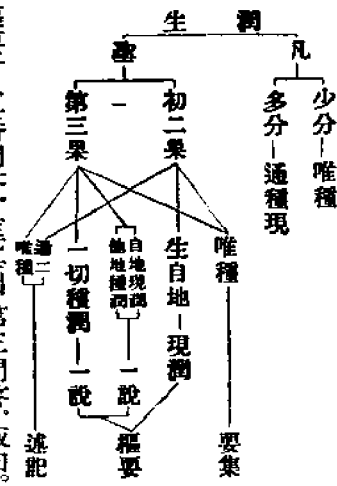 潤生
凡
少分—唯種
多分—通種現
聖
初二果
第三果
唯種
要集
生自地—現潤
自地現潤
他地種潤
一說
一切種潤—一說
樞要
通二
唯種
述記